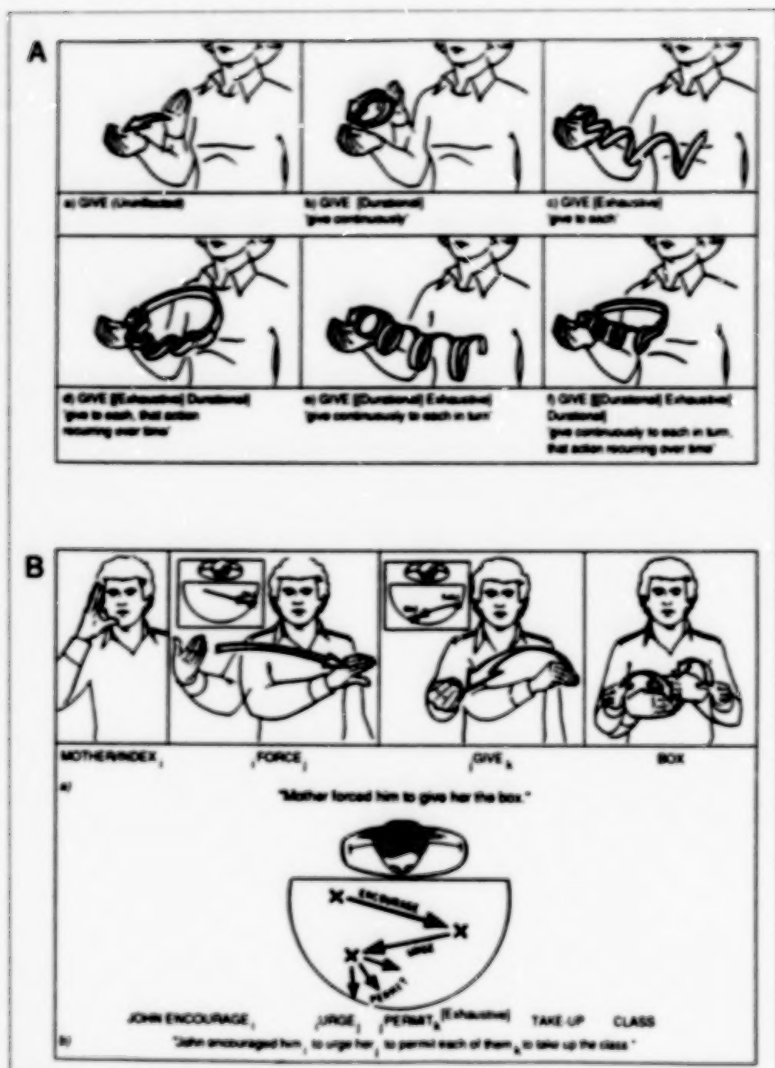 A
a) GIVE (Uninflected)
b) GIVE [Durational]
'give continuously'
c) GIVE [Exhaustive]
'give to each'
d) GIVE [[Exhaustive] Durational]
'give to each, that action
recurring over time'
e) GIVE [[Durational] Exhaustive]
'give continuously to each in turn'
f) GIVE [[[Durational] Exhaustive]
Durational]
'give continuously to each in turn,
that action recurring over time'
B
MOTHER/INDEX i
i FORCE j
j GIVE k
BOX
a)
"Mother forced him to give her the box."
ENCOURAGE
URGE
PERMIT
JOHN ENCOURAGE i
i URGE j
j PERMIT k [Exhaustive]
TAKE-UP
CLASS
b)
"John encouraged him i to urge her j to permit each of them k to take up the class."